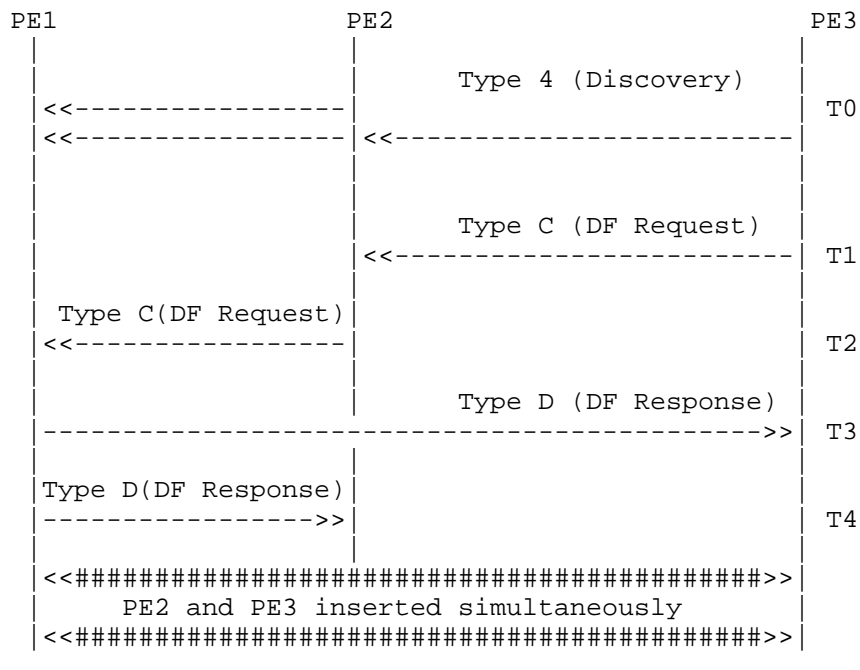 PE1 PE2 PE3
Type 4 (Discovery)
<<----------------- T0
<<----------------- <<-------------------------
Type C (DF Request)
<<------------------------- T1
Type C(DF Request)
<<----------------- T2
Type D (DF Response)
--------------------------------------------->> T3
Type D(DF Response)
----------------->> T4
<<###########################################>>
PE2 and PE3 inserted simultaneously
<<###########################################>>